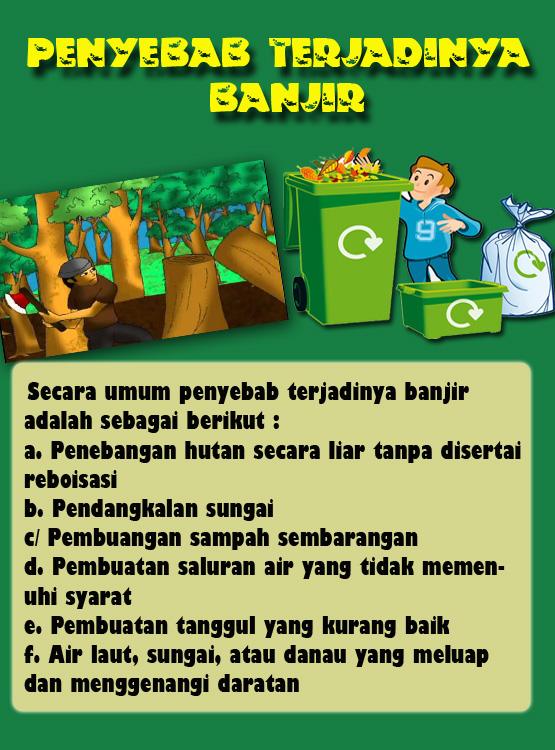 PENYEBAB TERJADINYA
BANJIR
9
Secara umum penyebab terjadinya banjir
adalah sebagai berikut :
a. Penebangan hutan secara liar tanpa disertai
reboisasi
b. Pendangkalan sungai
c/ Pembuangan sampah sembarangan
d. Pembuatan saluran air yang tidak memen-
uhi syarat
e. Pembuatan tanggul yang kurang baik
f. Air laut, sungai, atau danau yang meluap
dan menggenangi daratan